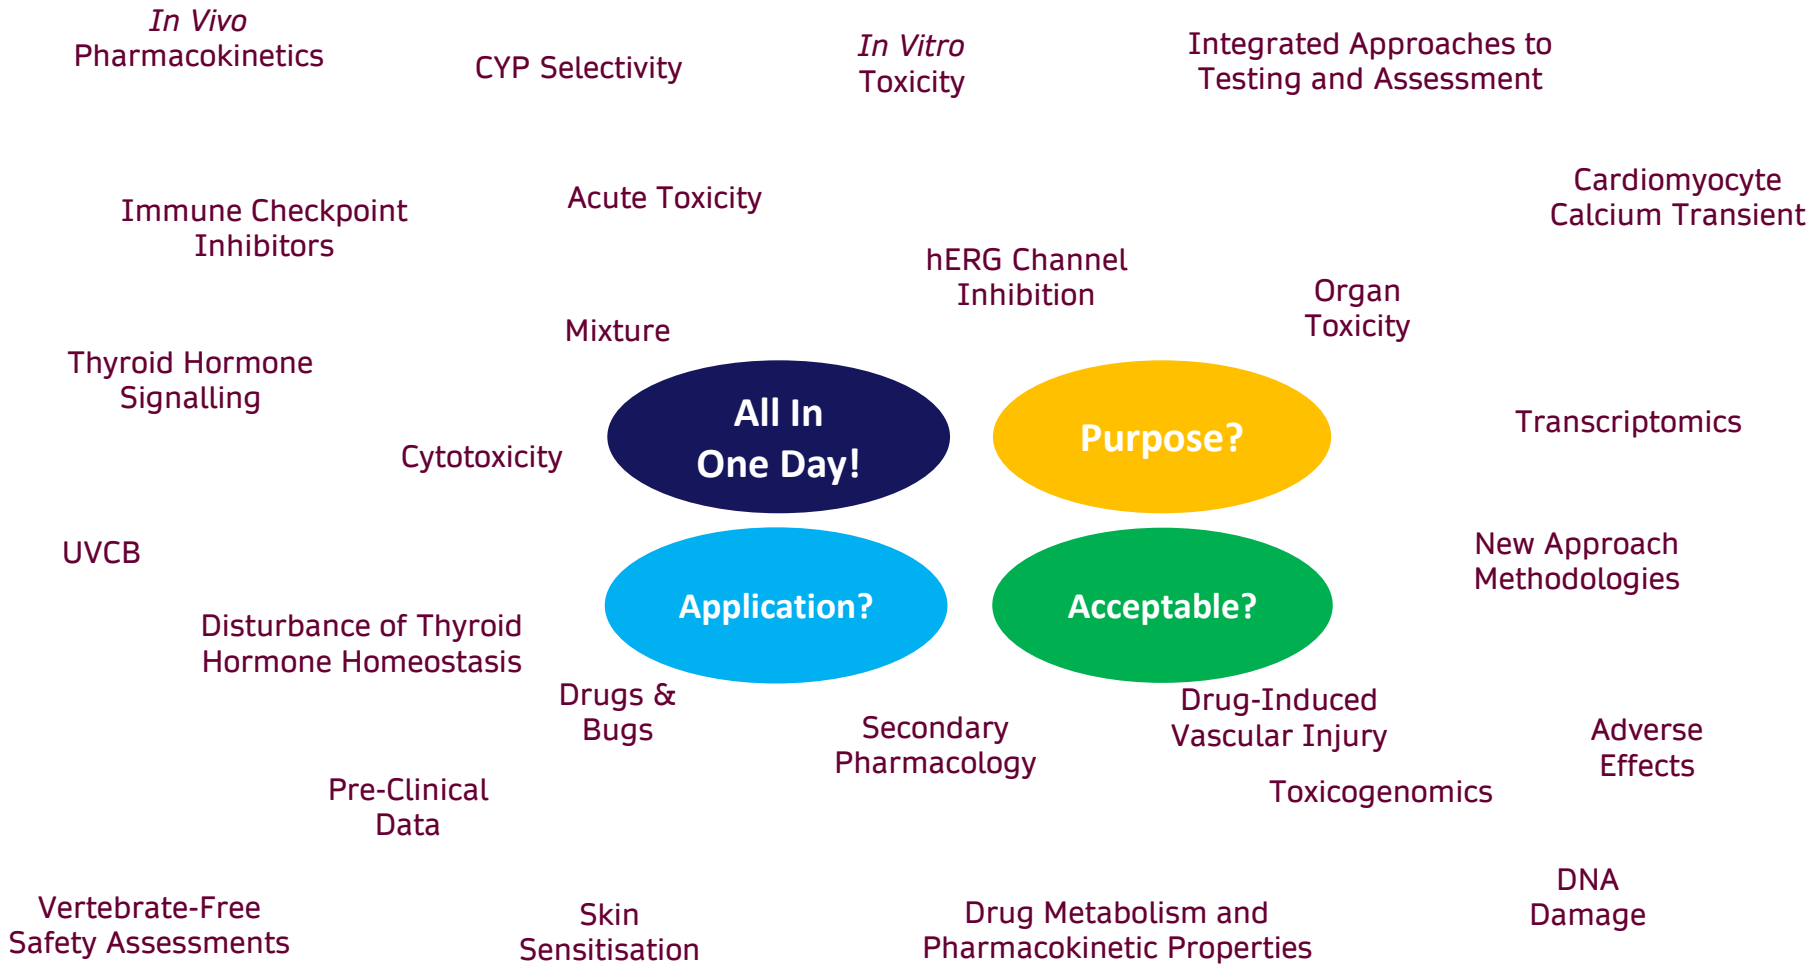 In Vivo
Pharmacokinetics
CYP Selectivity
In Vitro
Toxicity
Integrated Approaches to
Testing and Assessment
Immune Checkpoint
Inhibitors
Acute Toxicity
Cardiomyocyte
Calcium Transient
hERG Channel
Inhibition
Organ
Toxicity
Mixture
Thyroid Hormone
Signalling
All In
One Day!
Purpose?
Transcriptomics
Cytotoxicity
UVCB
Application?
Acceptable?
New Approach
Methodologies
Disturbance of Thyroid
Hormone Homeostasis
Drugs &
Bugs
Secondary
Pharmacology
Drug-Induced
Vascular Injury
Adverse
Effects
Pre-Clinical
Data
Toxicogenomics
Vertebrate-Free
Safety Assessments
Skin
Sensitisation
Drug Metabolism and
Pharmacokinetic Properties
DNA
Damage